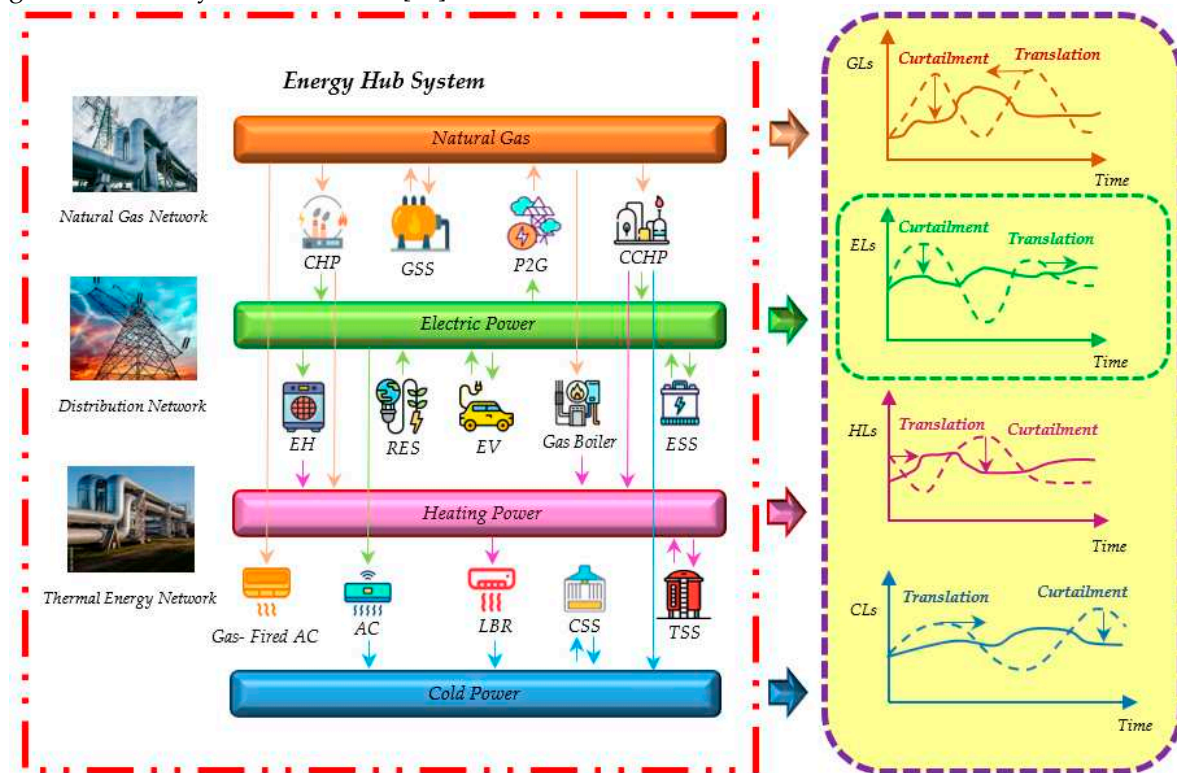 Energy Hub System
Natural Gas
Natural Gas Network
CHP
GSS
P2G
CCHP
Electric Power
Distribution Network
EH
RES
EV
Gas Boiler
ESS
Heating Power
Thermal Energy Network
Gas- Fired AC
AC
LBR
CSS
TSS
Cold Power
GLs
Curtailment
Translation
Time
ELs
Curtailment
Translation
Time
HLs
Translation
Curtailment
Time
CLs
Translation
Curtailment
Time